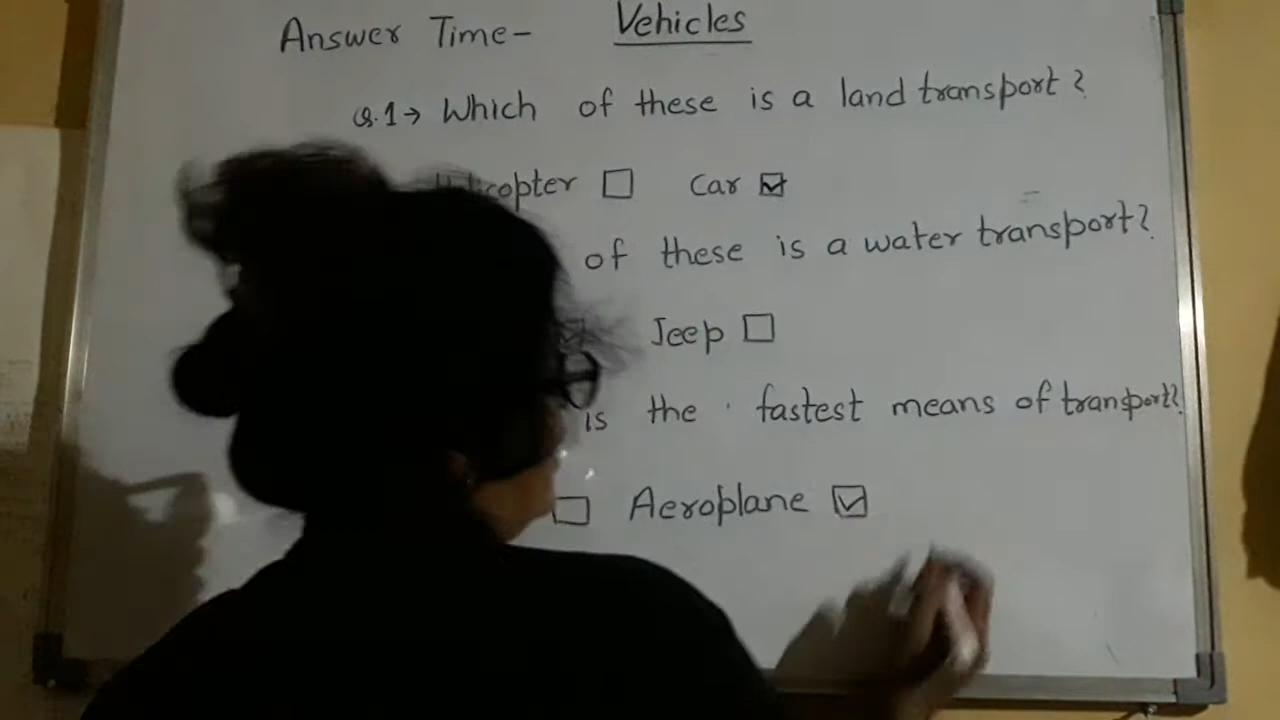 Answer Time- Vehicles
Q.1→ Which of these is a land transport?
Helicopter ☐ Car ☑
of these is a water transport?
Jeep ☐
is the fastest means of transport?
☐ Aeroplane ☑